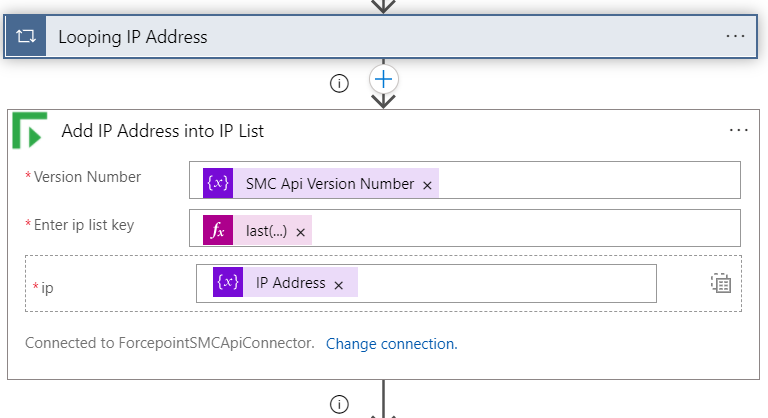 Looping IP Address
Add IP Address into IP List
* Version Number
{x} SMC Api Version Number ×
* Enter ip list key
fx last(...) ×
* ip
{x} IP Address ×
Connected to ForcepointSMCApiConnector. Change connection.